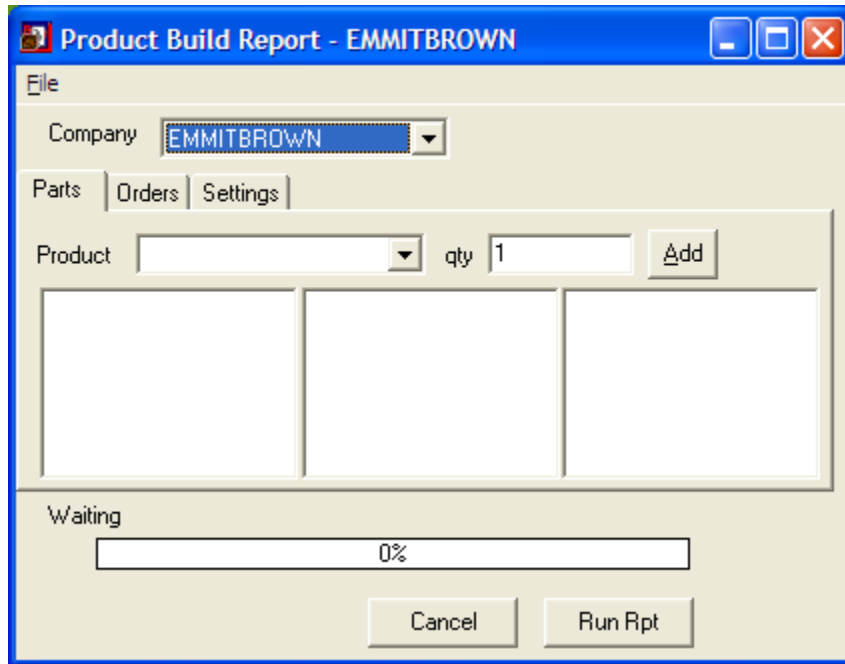 Product Build Report - EMMITBROWN
File
Company EMMITBROWN
Parts Orders Settings
Product qty 1 Add
Waiting
0%
Cancel Run Rpt